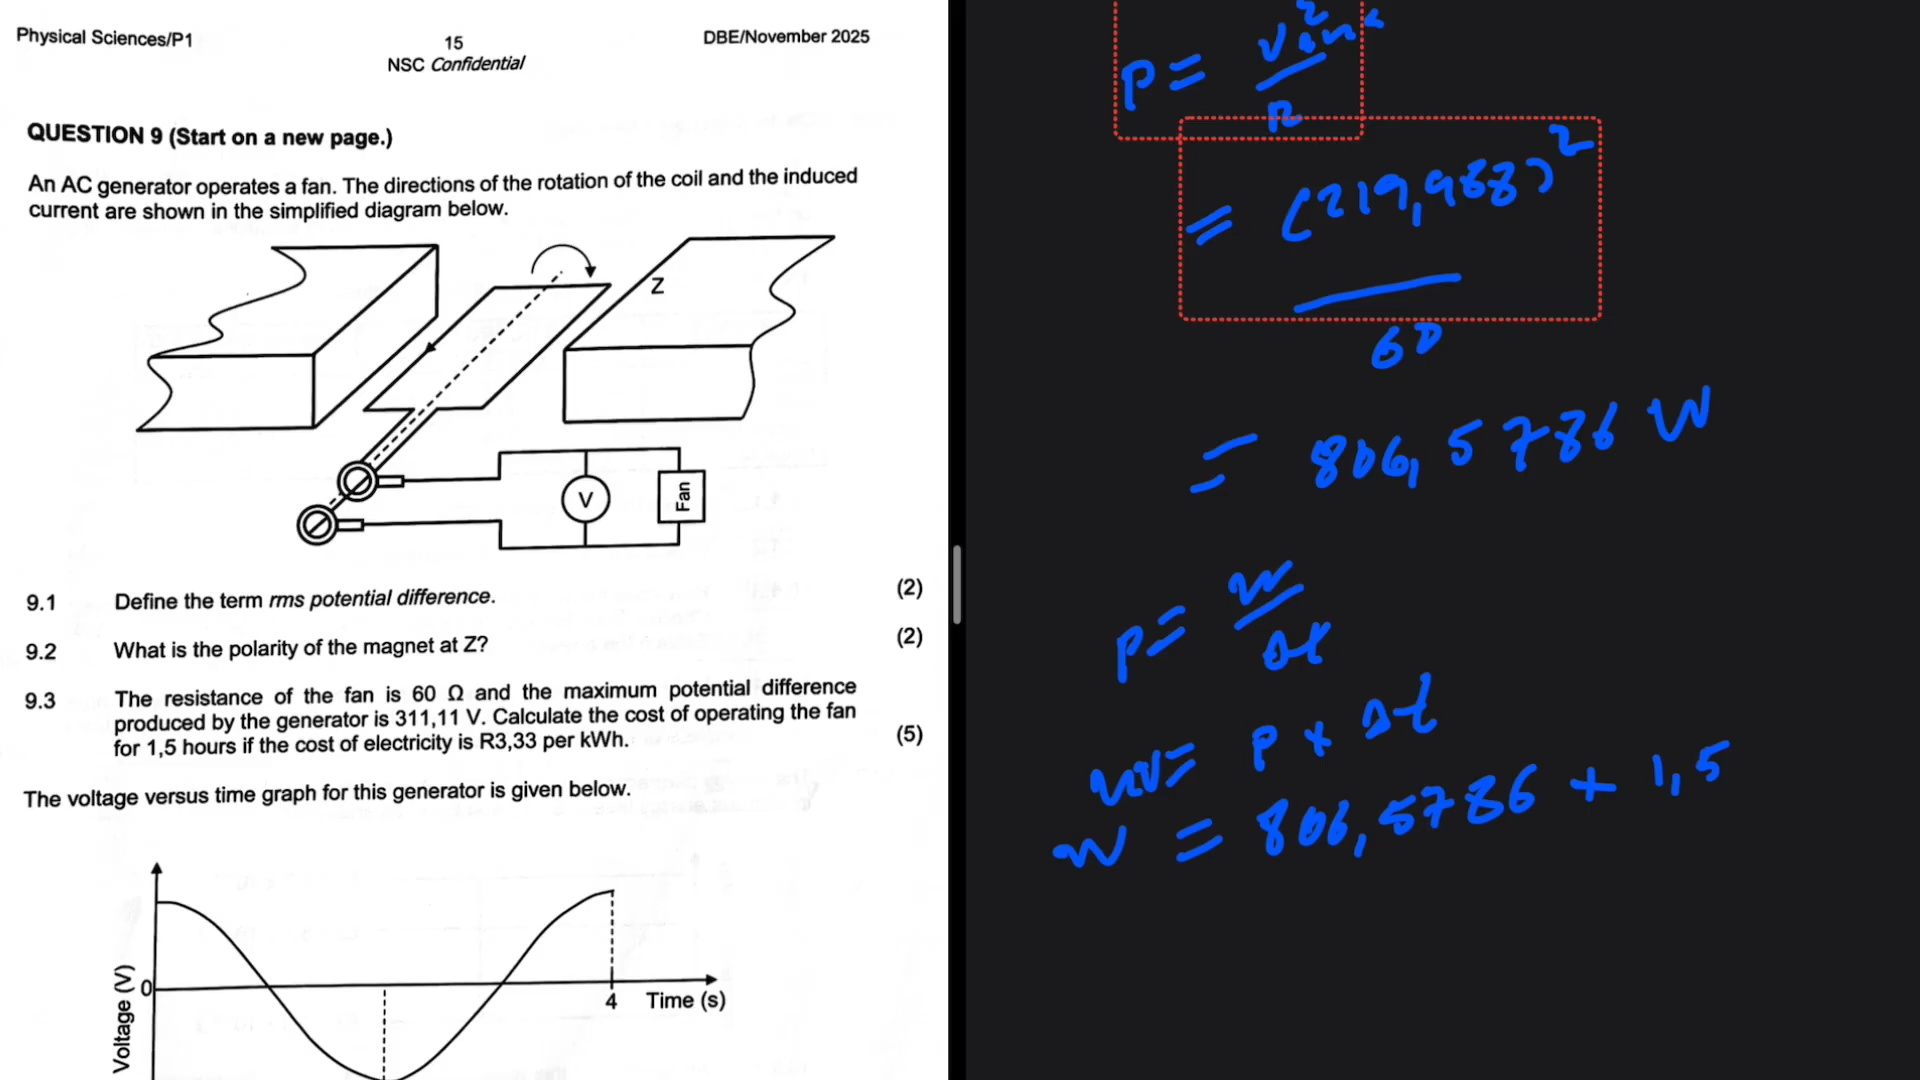 Physical Sciences/P1
15
DBE/November 2025
NSC Confidential
QUESTION 9 (Start on a new page.)
An AC generator operates a fan. The directions of the rotation of the coil and the induced
current are shown in the simplified diagram below.
Z
V
Fan
9.1 Define the term rms potential difference. (2)
9.2 What is the polarity of the magnet at Z? (2)
9.3 The resistance of the fan is 60 Ω and the maximum potential difference
produced by the generator is 311,11 V. Calculate the cost of operating the fan
for 1,5 hours if the cost of electricity is R3,33 per kWh. (5)
The voltage versus time graph for this generator is given below.
Voltage (V)
0
4 Time (s)
= (219,988)²
60
= 806,5786 W
P = W
Δt
W = P × Δt
W = 806,5786 × 1,5